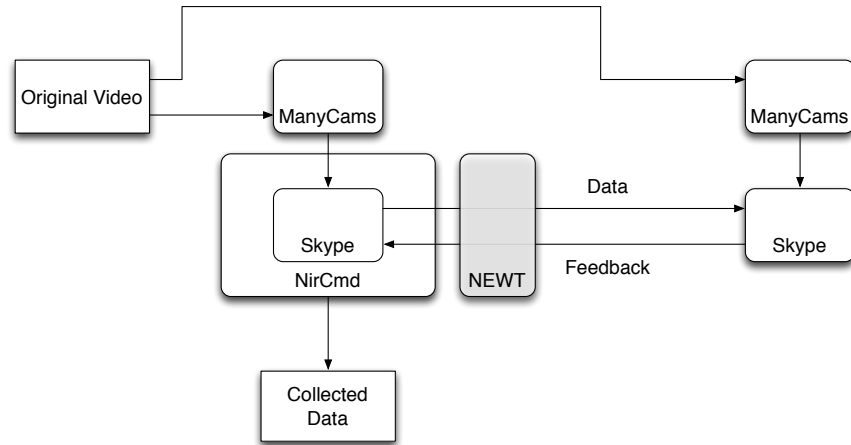 Original Video
ManyCams
ManyCams
Data
Skype
Skype
Feedback
NirCmd
NEWT
Collected
Data